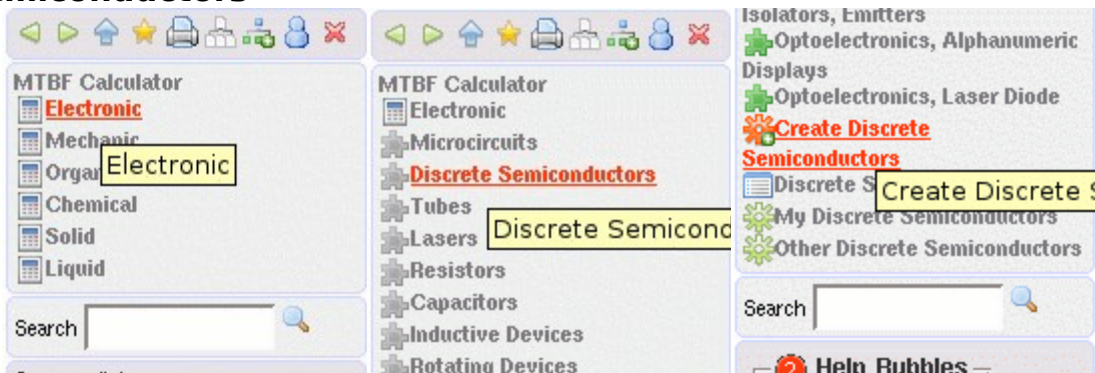 MTBF Calculator
Electronic
Mechanic
Electronic
Chemical
Solid
Liquid
Search
MTBF Calculator
Electronic
Microcircuits
Discrete Semiconductors
Tubes
Discrete Semicond
Lasers
Resistors
Capacitors
Inductive Devices
Rotating Devices
Isolators, Emitters
Optoelectronics, Alphanumeric
Displays
Optoelectronics, Laser Diode
Create Discrete
Semiconductors
Discrete S
Create Discrete S
My Discrete Semiconductors
Other Discrete Semiconductors
Search
Help Bubbles